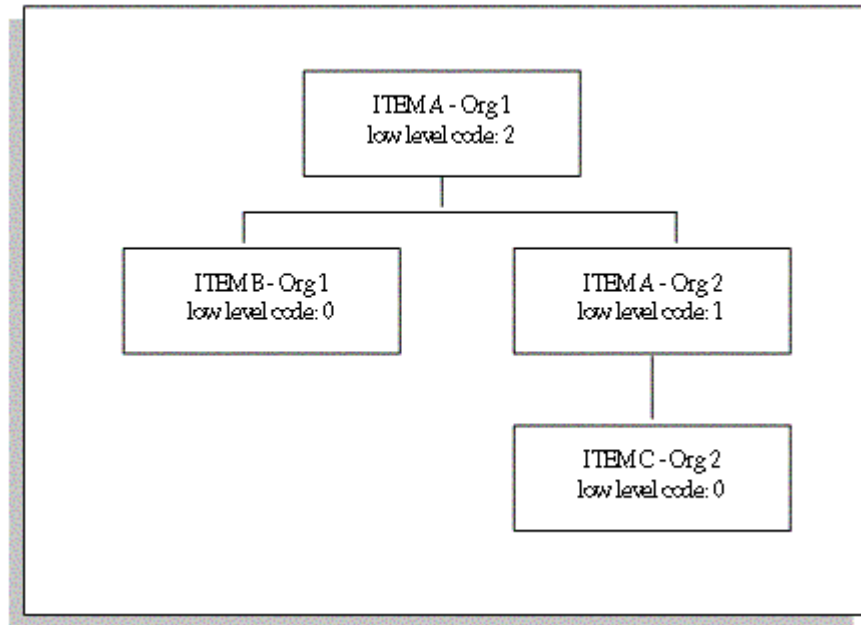 ITEM A - Org 1
low level code: 2
ITEM B - Org 1
low level code: 0
ITEM A - Org 2
low level code: 1
ITEM C - Org 2
low level code: 0